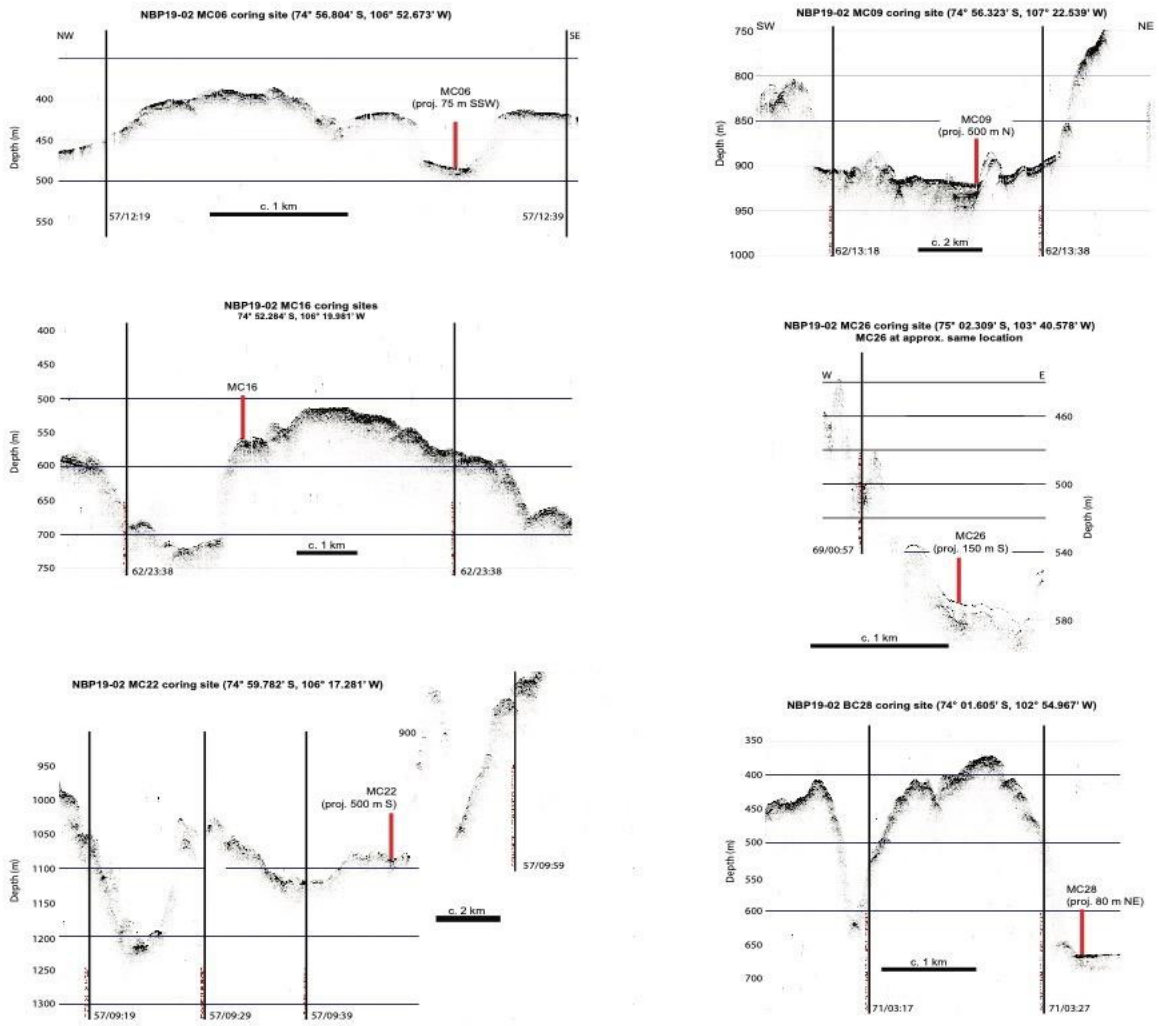 NBP19-02 MC06 coring site (74° 56.804' S, 106° 52.673' W)
NW
SE
MC06
(proj. 75 m SSW)
400
450
500
550
Depth (m)
57/12:19
c. 1 km
57/12:39
NBP19-02 MC09 coring site (74° 56.323' S, 107° 22.539' W)
SW
NE
750
800
850
900
950
1000
Depth (m)
MC09
(proj. 500 m N)
c. 2 km
62/13:18
62/13:38
NBP19-02 MC16 coring sites
74° 52.284' S, 106° 19.981' W
400
450
500
550
600
650
700
750
Depth (m)
MC16
c. 1 km
62/23:38
62/23:38
NBP19-02 MC26 coring site (75° 02.309' S, 103° 40.578' W)
MC26 at approx. same location
W
E
460
500
540
580
Depth (m)
69/00:57
MC26
(proj. 150 m S)
c. 1 km
NBP19-02 MC22 coring site (74° 59.782' S, 106° 17.281' W)
900
950
1000
1050
1100
1150
1200
1250
1300
Depth (m)
MC22
(proj. 500 m S)
57/09:59
c. 2 km
57/09:19
57/09:29
57/09:39
NBP19-02 BC28 coring site (74° 01.605' S, 102° 54.967' W)
350
400
450
500
550
600
650
700
Depth (m)
MC28
(proj. 80 m NE)
c. 1 km
71/03:17
71/03:27